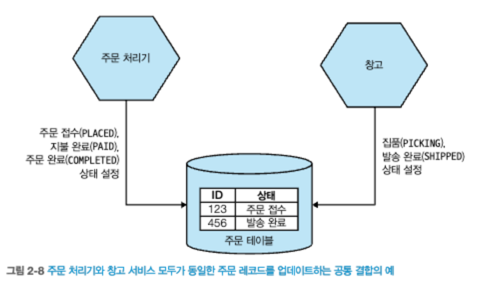 주문 처리기
창고
주문 접수(PLACED),
지불 완료(PAID),
주문 완료(COMPLETED)
상태 설정
집품(PICKING),
발송 완료(SHIPPED)
상태 설정
ID 상태
123 주문 접수
456 발송 완료
주문 테이블
그림 2-8 주문 처리기와 창고 서비스 모두가 동일한 주문 레코드를 업데이트하는 공통 결합의 예